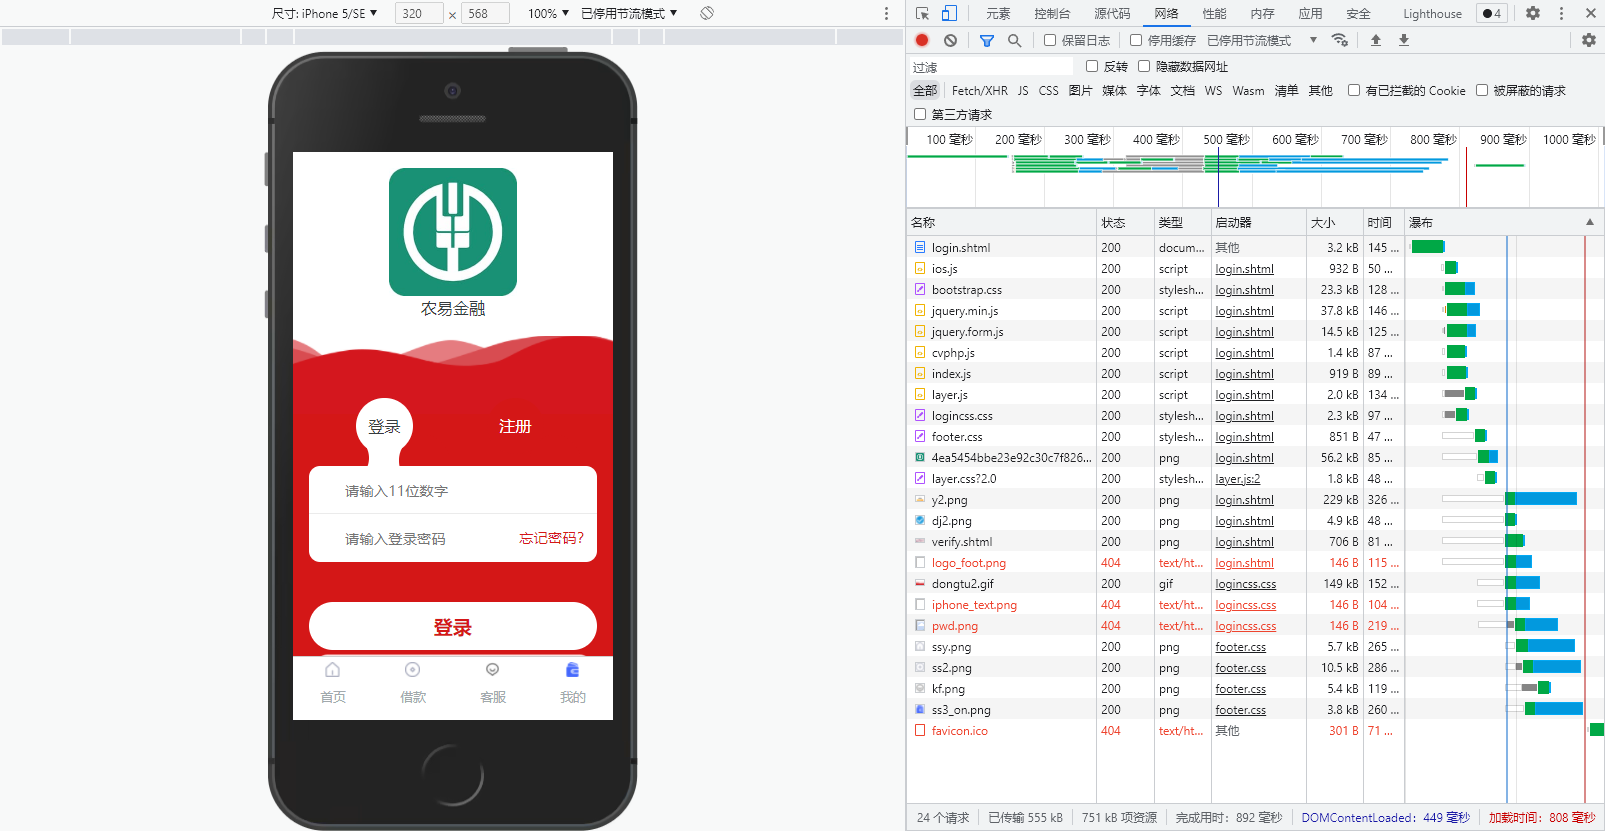 尺寸: iPhone 5/SE ▼ 320 × 568 100% ▼ 已停用节流模式 ▼
元素 控制台 源代码 网络 性能 内存 应用 安全 Lighthouse 4
保留日志 停用缓存 已停用节流模式 ▼
过滤 反转 隐藏数据网址
全部 Fetch/XHR JS CSS 图片 媒体 字体 文档 WS Wasm 清单 其他 有已拦截的 Cookie 被屏蔽的请求
第三方请求
100 毫秒 200 毫秒 300 毫秒 400 毫秒 500 毫秒 600 毫秒 700 毫秒 800 毫秒 900 毫秒 1000 毫秒
农易金融
登录 注册
请输入11位数字
请输入登录密码 忘记密码?
登录
首页 借款 客服 我的
名称 状态 类型 启动器 大小 时间 瀑布
login.shtml 200 docum... 其他 3.2 kB 145 ...
ios.js 200 script login.shtml 932 B 50 ...
bootstrap.css 200 stylesh... login.shtml 23.3 kB 128 ...
jquery.min.js 200 script login.shtml 37.8 kB 146 ...
jquery.form.js 200 script login.shtml 14.5 kB 125 ...
cvphp.js 200 script login.shtml 1.4 kB 87 ...
index.js 200 script login.shtml 919 B 89 ...
layer.js 200 script login.shtml 2.0 kB 134 ...
logincss.css 200 stylesh... login.shtml 2.3 kB 97 ...
footer.css 200 stylesh... login.shtml 851 B 47 ...
4ea5454bbe23e92c30c7f826... 200 png login.shtml 56.2 kB 85 ...
layer.css?2.0 200 stylesh... layer.js:2 1.8 kB 48 ...
y2.png 200 png login.shtml 229 kB 326 ...
dj2.png 200 png login.shtml 4.9 kB 48 ...
verify.shtml 200 png login.shtml 706 B 81 ...
logo_foot.png 404 text/ht... login.shtml 146 B 115 ...
dongtu2.gif 200 gif logincss.css 149 kB 152 ...
iphone_text.png 404 text/ht... logincss.css 146 B 104 ...
pwd.png 404 text/ht... logincss.css 146 B 219 ...
ssy.png 200 png footer.css 5.7 kB 265 ...
ss2.png 200 png footer.css 10.5 kB 286 ...
kf.png 200 png footer.css 5.4 kB 119 ...
ss3_on.png 200 png footer.css 3.8 kB 260 ...
favicon.ico 404 text/ht... 其他 301 B 71 ...
24 个请求 已传输 555 kB 751 kB 项资源 完成用时：892 毫秒 DOMContentLoaded：449 毫秒 加载时间：808 毫秒